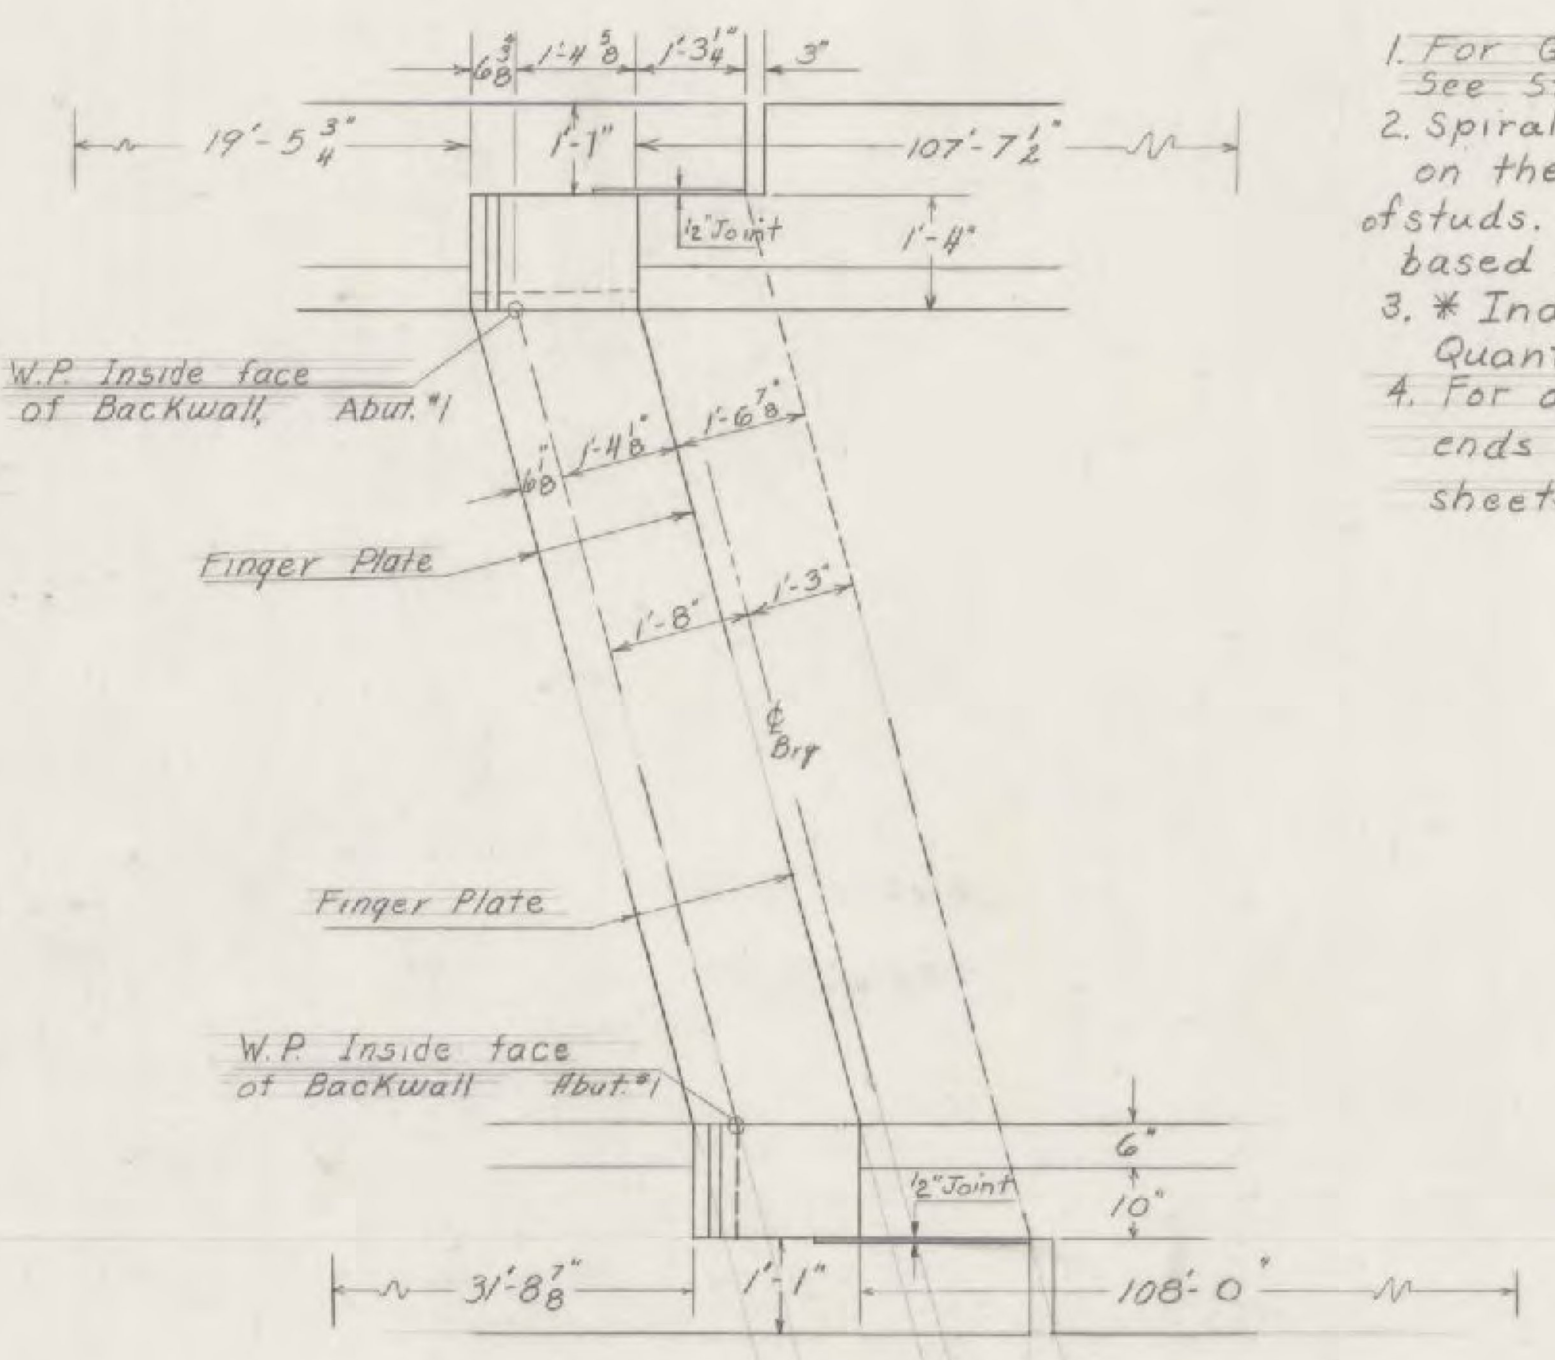 6 3/8" 1'-4 5/8 1'-3 1/4" 3"
19'-5 3/4" 1'-1" 107'-7 1/2"
1/2" Joint 1'-4"
W.P. Inside face
of Backwall, Abut. #1
6 1/8" 1'-4 1/8" 1'-6 7/8"
Finger Plate
1'-8" 1'-3"
℄
Brg
Finger Plate
W.P. Inside face
of Backwall Abut. #1
6"
1/2" Joint
10"
31'-8 7/8" 1'-1" 108'-0"
1. For
See
2. Spiral
on the
of studs.
based
3. *
Quant
4. For
ends
sheet